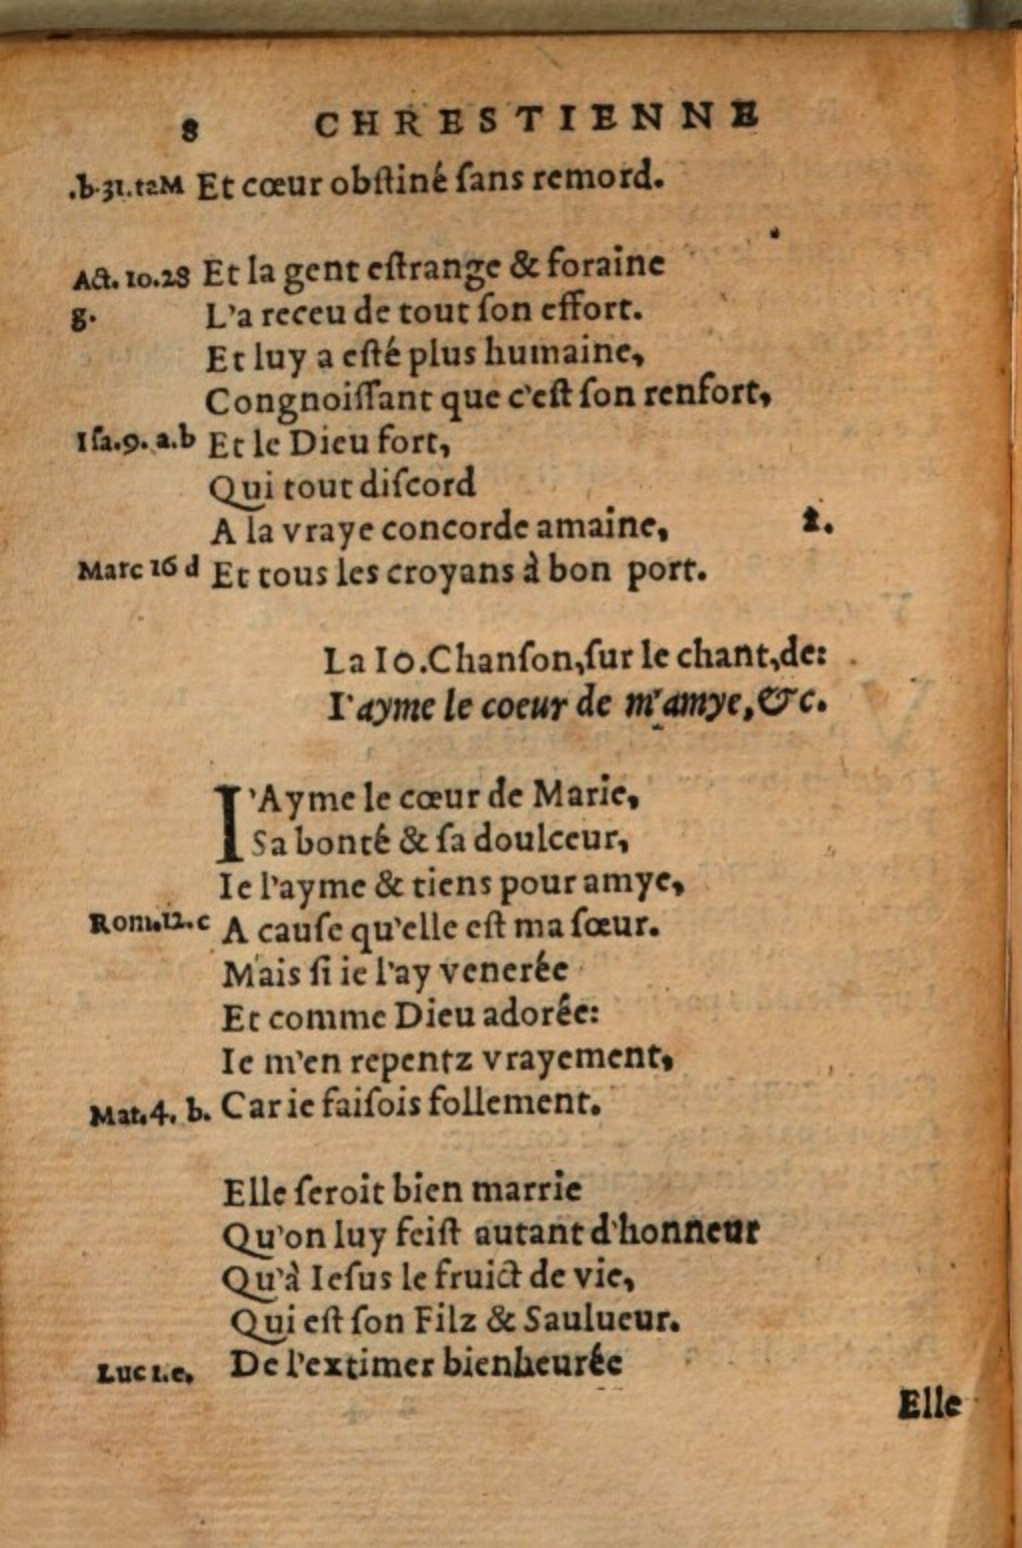 8 CHRESTIENNE
.b.31.t2M Et cœur obſtiné ſans remord.
Act. 10.28 Et la gent eſtrange & foraine
g. L'a receu de tout ſon effort.
Et luy a eſté plus humaine,
Congnoiſſant que c'eſt ſon renfort,
Iſa.9. a.b Et le Dieu fort,
Qui tout diſcord
A la vraye concorde amaine, 2.
Marc 16 d Et tous les croyans à bon port.
La 10.Chanſon,ſur le chant,de:
I'ayme le coeur de m'amye,&c.
I'Ayme le cœur de Marie,
Sa bonté & ſa doulceur,
Ie l'ayme & tiens pour amye,
Rom.12.c A cauſe qu'elle eſt ma ſœur.
Mais ſi ie l'ay venerée
Et comme Dieu adorée:
Ie m'en repentz vrayement,
Mat.4. b. Car ie faiſois follement.
Elle ſeroit bien marrie
Qu'on luy feiſt autant d'honneur
Qu'à Ieſus le fruict de vie,
Qui eſt ſon Filz & Saulueur.
Luc 1.e. De l'extimer bienheurée
Elle